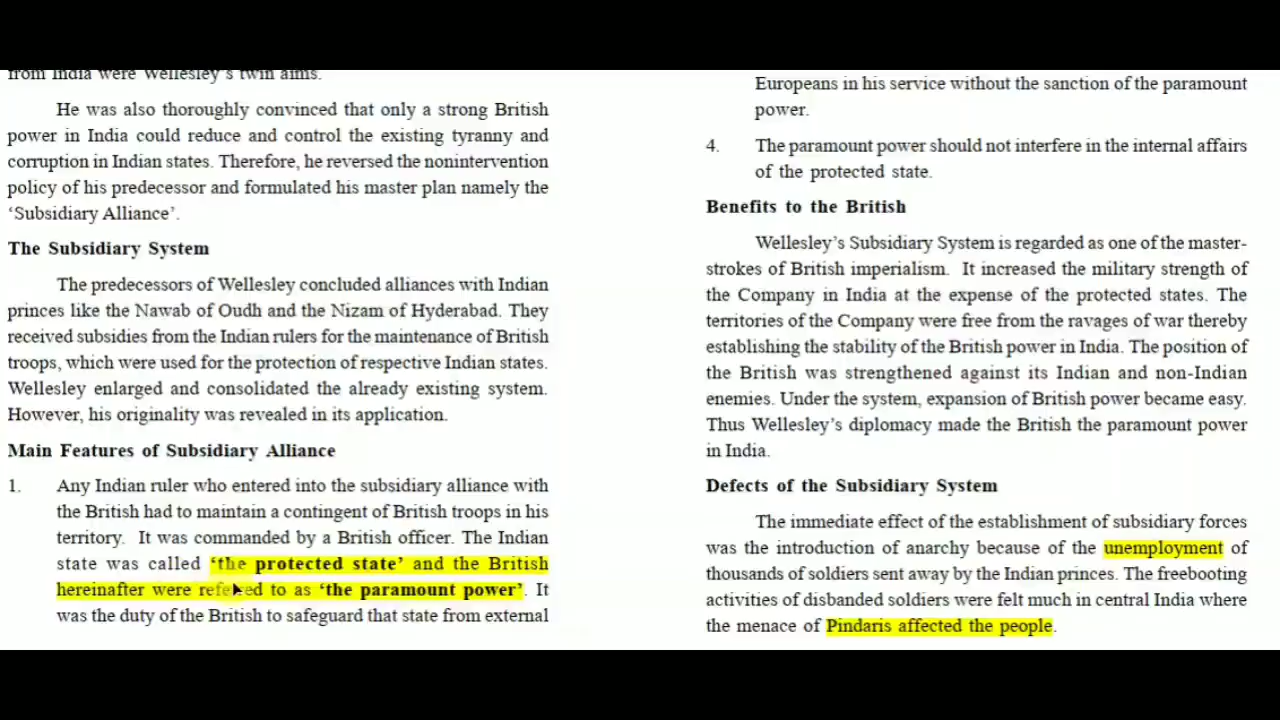 from India were Wellesley's twin aims.
He was also thoroughly convinced that only a strong British
power in India could reduce and control the existing tyranny and
corruption in Indian states. Therefore, he reversed the nonintervention
policy of his predecessor and formulated his master plan namely the
‘Subsidiary Alliance’.
The Subsidiary System
The predecessors of Wellesley concluded alliances with Indian
princes like the Nawab of Oudh and the Nizam of Hyderabad. They
received subsidies from the Indian rulers for the maintenance of British
troops, which were used for the protection of respective Indian states.
Wellesley enlarged and consolidated the already existing system.
However, his originality was revealed in its application.
Main Features of Subsidiary Alliance
1. Any Indian ruler who entered into the subsidiary alliance with
the British had to maintain a contingent of British troops in his
territory. It was commanded by a British officer. The Indian
state was called ‘the protected state’ and the British
hereinafter were referred to as ‘the paramount power’. It
was the duty of the British to safeguard that state from external
Europeans in his service without the sanction of the paramount
power.
4. The paramount power should not interfere in the internal affairs
of the protected state.
Benefits to the British
Wellesley’s Subsidiary System is regarded as one of the master-
strokes of British imperialism. It increased the military strength of
the Company in India at the expense of the protected states. The
territories of the Company were free from the ravages of war thereby
establishing the stability of the British power in India. The position of
the British was strengthened against its Indian and non-Indian
enemies. Under the system, expansion of British power became easy.
Thus Wellesley’s diplomacy made the British the paramount power
in India.
Defects of the Subsidiary System
The immediate effect of the establishment of subsidiary forces
was the introduction of anarchy because of the unemployment of
thousands of soldiers sent away by the Indian princes. The freebooting
activities of disbanded soldiers were felt much in central India where
the menace of Pindaris affected the people.